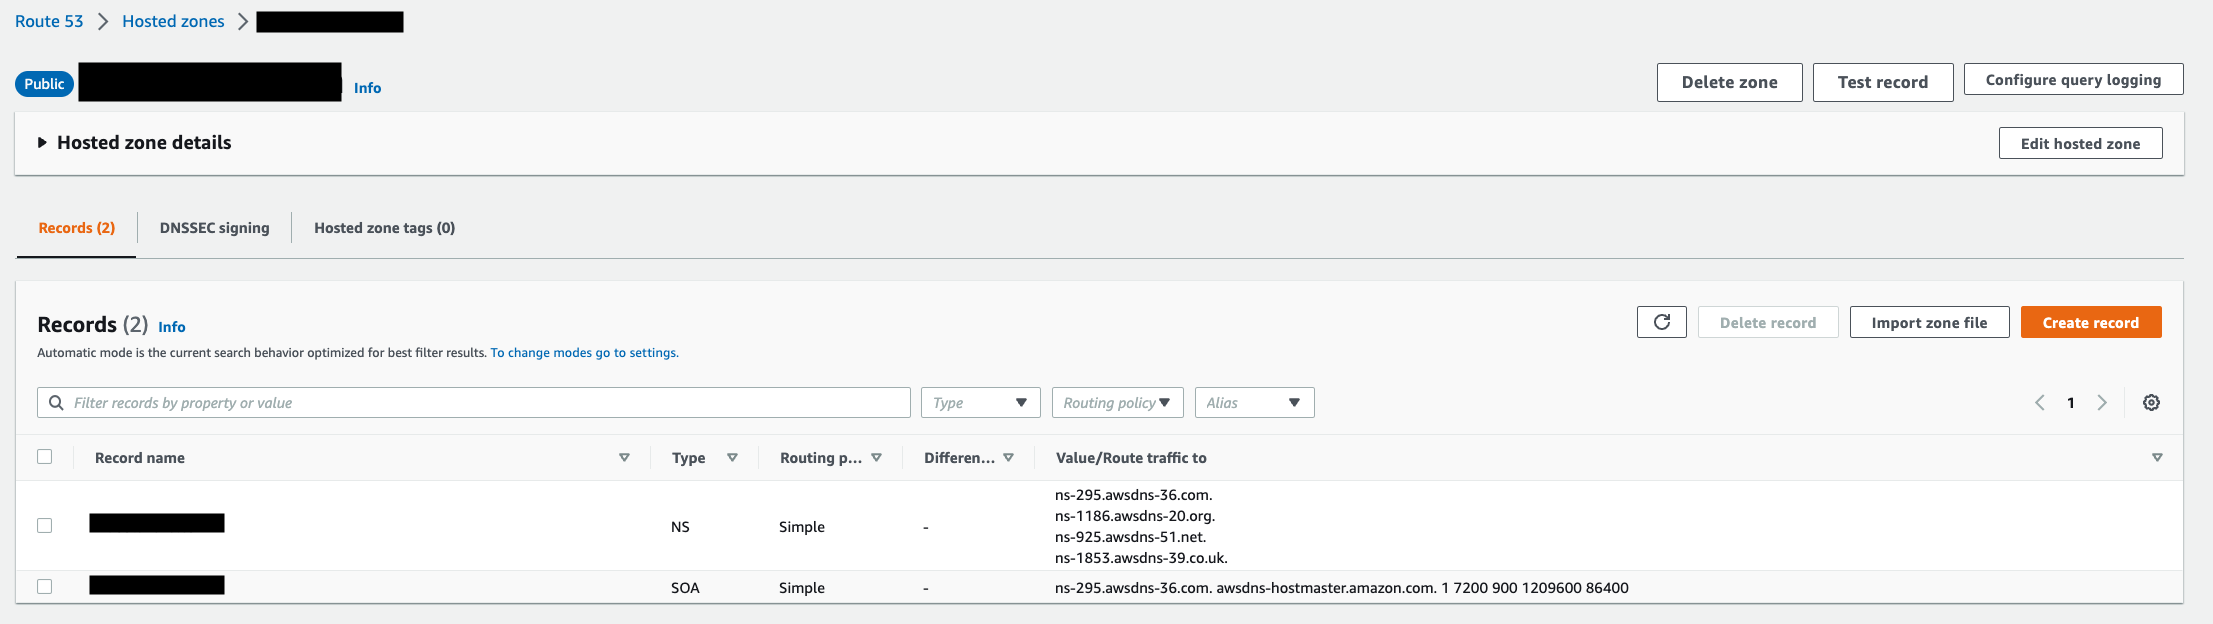 Route 53 > Hosted zones >
Public Info
Delete zone Test record Configure query logging
Hosted zone details Edit hosted zone
Records (2) DNSSEC signing Hosted zone tags (0)
Records (2) Info
Delete record Import zone file Create record
Automatic mode is the current search behavior optimized for best filter results. To change modes go to settings.
Filter records by property or value Type Routing policy Alias 1
Record name Type Routing p... Differen... Value/Route traffic to
ns-295.awsdns-36.com.
ns-1186.awsdns-20.org.
NS Simple -
ns-925.awsdns-51.net.
ns-1853.awsdns-39.co.uk.
SOA Simple - ns-295.awsdns-36.com. awsdns-hostmaster.amazon.com. 1 7200 900 1209600 86400